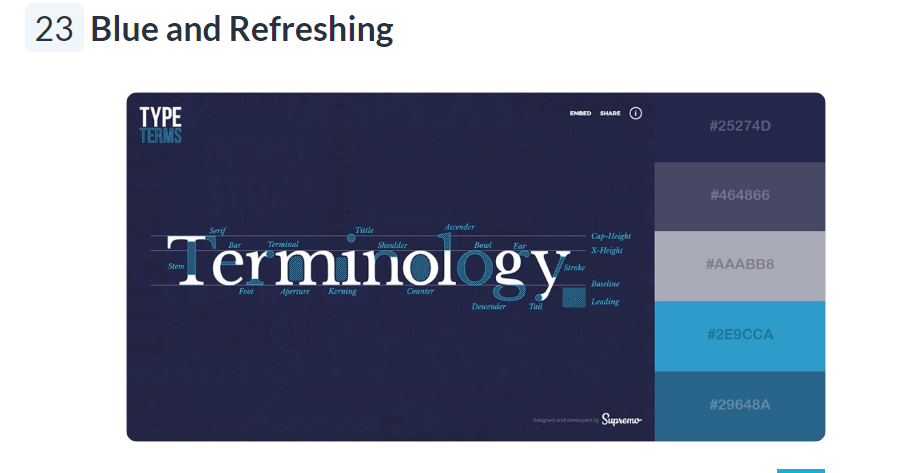 23 Blue and Refreshing
TYPE
TERMS
EMBED SHARE i
#25274D
#464866
#AAABB8
#2E9CCA
#29648A
Serif
Tittle
Ascender
Cap-Height
Bar
Terminal
Shoulder
Bowl
Ear
X-Height
Terminology
Stem
Stroke
Baseline
Foot
Aperture
Kerning
Counter
Leading
Descender
Tail
designed and developed by Supremo